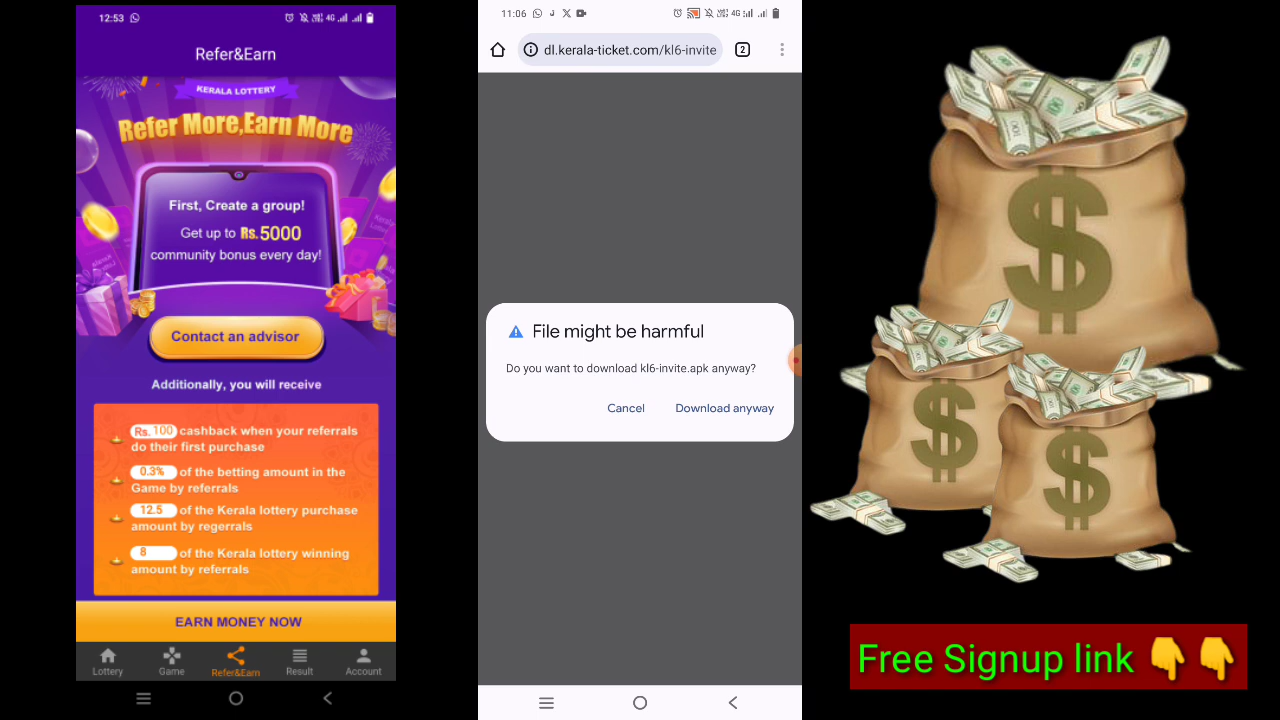 12:53
Refer&Earn
KERALA LOTTERY
Refer More,Earn More
First, Create a group!
Get up to Rs.5000
community bonus every day!
Contact an advisor
Additionally, you will receive
Rs. 100 cashback when your referrals
do their first purchase
0.3% of the betting amount in the
Game by referrals
12.5 of the Kerala lottery purchase
amount by regerrals
8 of the Kerala lottery winning
amount by referrals
EARN MONEY NOW
Lottery
Game
Refer&Earn
Result
Account
11:06
4G
dl.kerala-ticket.com/kl6-invite
2
File might be harmful
Do you want to download kl6-invite.apk anyway?
Cancel
Download anyway
Free Signup link 👇👇